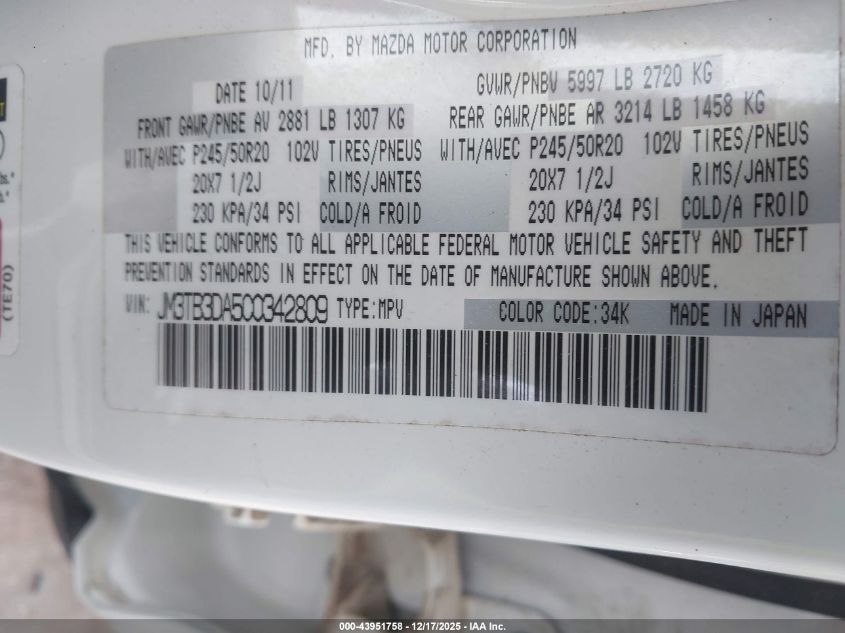 MFD. BY MAZDA MOTOR CORPORATION
DATE 10/11 GVWR/PNBV 5997 LB 2720 KG
FRONT GAWR/PNBE AV 2881 LB 1307 KG REAR GAWR/PNBE AR 3214 LB 1458 KG
WITH/AVEC P245/50R20 102V TIRES/PNEUS WITH/AVEC P245/50R20 102V TIRES/PNEUS
20X7 1/2J RIMS/JANTES 20X7 1/2J RIMS/JANTES
230 KPA/34 PSI COLD/A FROID 230 KPA/34 PSI COLD/A FROID
THIS VEHICLE CONFORMS TO ALL APPLICABLE FEDERAL MOTOR VEHICLE SAFETY AND THEFT
PREVENTION STANDARDS IN EFFECT ON THE DATE OF MANUFACTURE SHOWN ABOVE.
VIN: JM3TB3DA5C0342809 TYPE:MPV COLOR CODE:34K MADE IN JAPAN
(TE70)
000-43951758 - 12/17/2025 - IAA Inc.